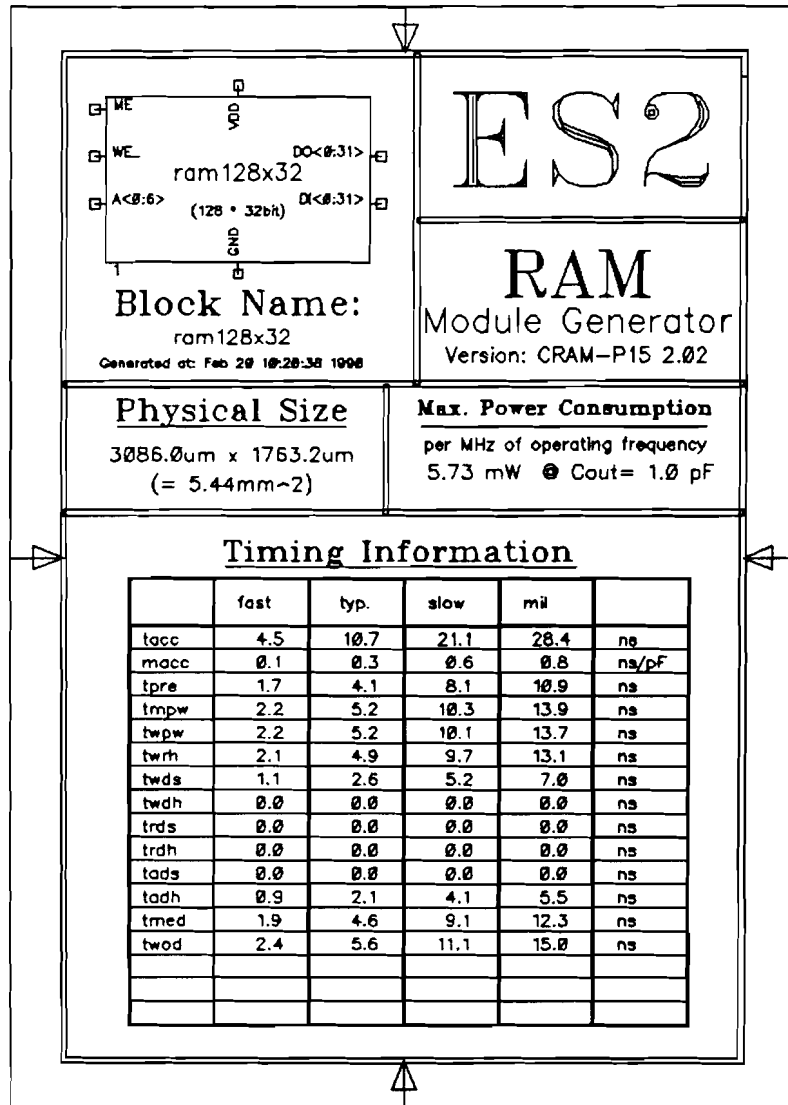 ME
VDD
WE_
DO<0:31>
ram128x32
A<0:6>
(128 * 32bit)
DI<0:31>
GND
1
Block Name:
ram128x32
Generated at: Feb 20 10:20:38 1990
ES2
RAM
Module Generator
Version: CRAM-P15 2.02
Physical Size
3086.0um x 1763.2um
(= 5.44mm~2)
Max. Power Consumption
per MHz of operating frequency
5.73 mW @ Cout= 1.0 pF
Timing Information
fast typ. slow mil
tacc 4.5 10.7 21.1 28.4 ns
macc 0.1 0.3 0.6 0.8 ns/pF
tpre 1.7 4.1 8.1 10.9 ns
tmpw 2.2 5.2 10.3 13.9 ns
twpw 2.2 5.2 10.1 13.7 ns
twrh 2.1 4.9 9.7 13.1 ns
twds 1.1 2.6 5.2 7.0 ns
twdh 0.0 0.0 0.0 0.0 ns
trds 0.0 0.0 0.0 0.0 ns
trdh 0.0 0.0 0.0 0.0 ns
tads 0.0 0.0 0.0 0.0 ns
tadh 0.9 2.1 4.1 5.5 ns
tmed 1.9 4.6 9.1 12.3 ns
twod 2.4 5.6 11.1 15.0 ns